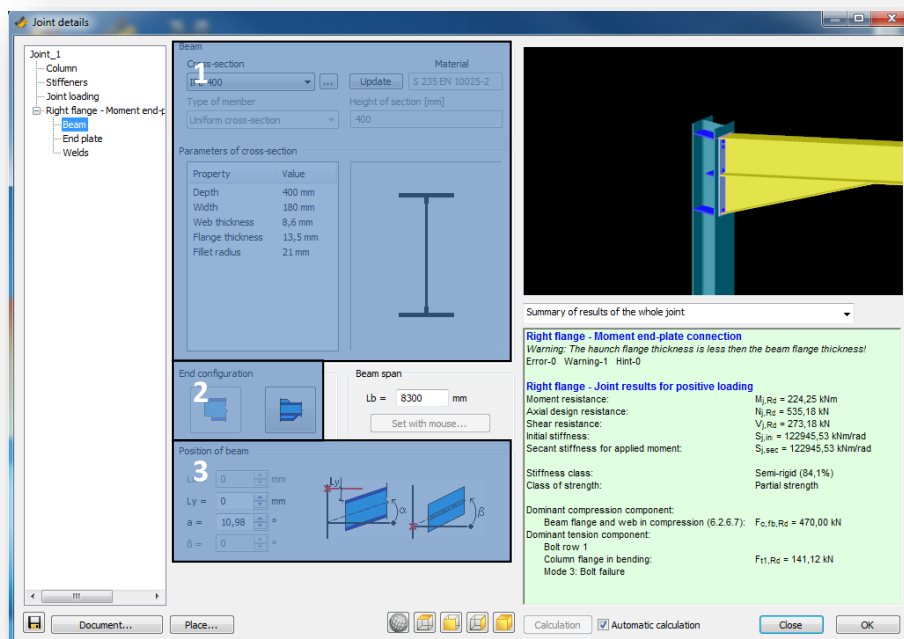 Joint details
Joint_1
Column
Stiffeners
Joint loading
Right flange - Moment end-p
Beam
End plate
Welds
Beam
1
Cross-section
Material
IPE 400
...
Update
S 235 EN 10025-2
Type of member
Height of section [mm]
Uniform cross-section
400
Parameters of cross-section
Property Value
Depth 400 mm
Width 180 mm
Web thickness 8,6 mm
Flange thickness 13,5 mm
Fillet radius 21 mm
End configuration
2
Beam span
Lb = 8300 mm
Set with mouse...
Position of beam
3
0 mm
Ly = 0 mm
a = 10,98 °
β = 0 °
Ly
α
β
Summary of results of the whole joint
Right flange - Moment end-plate connection
Warning: The haunch flange thickness is less then the beam flange thickness!
Error-0 Warning-1 Hint-0
Right flange - Joint results for positive loading
Moment resistance: Mj,Rd = 224,25 kNm
Axial design resistance: Nj,Rd = 535,18 kN
Shear resistance: Vj,Rd = 273,18 kN
Initial stiffness: Sj,in = 122945,53 kNm/rad
Secant stiffness for applied moment: Sj,sec = 122945,53 kNm/rad
Stiffness class: Semi-rigid (84,1%)
Class of strength: Partial strength
Dominant compression component:
Beam flange and web in compression (6.2.6.7): Fc,fb,Rd = 470,00 kN
Dominant tension component:
Bolt row 1
Column flange in bending: Ft1,Rd = 141,12 kN
Mode 3: Bolt failure
Document...
Place...
Calculation
Automatic calculation
Close
OK